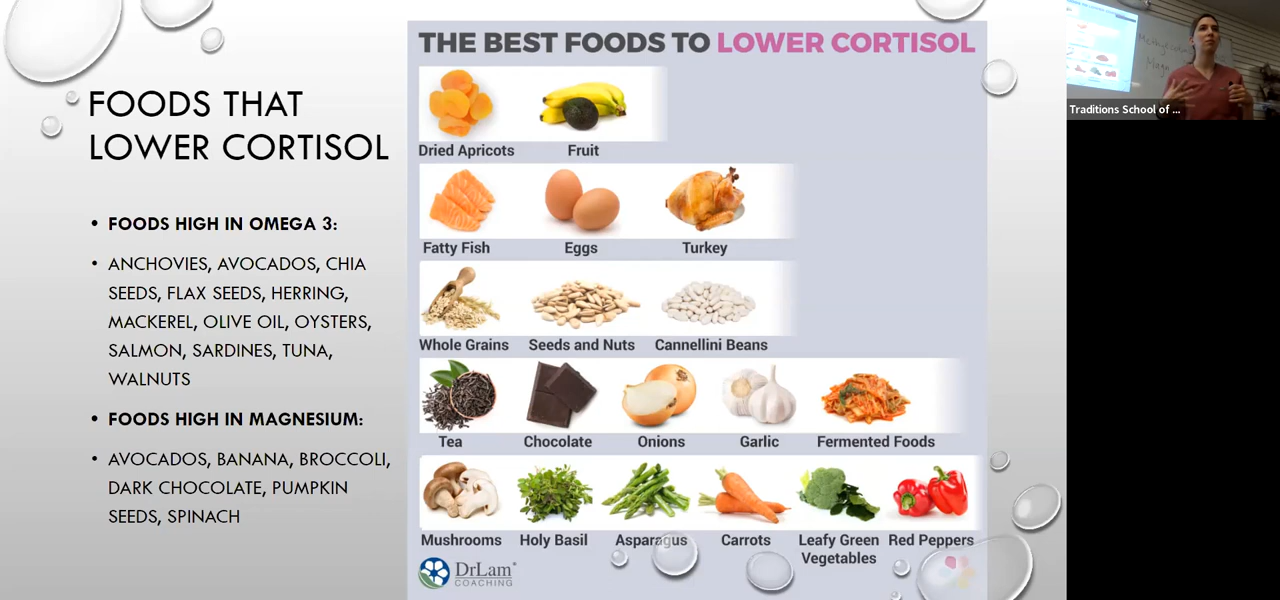 FOODS THAT
LOWER CORTISOL
• FOODS HIGH IN OMEGA 3:
• ANCHOVIES, AVOCADOS, CHIA
SEEDS, FLAX SEEDS, HERRING,
MACKEREL, OLIVE OIL, OYSTERS,
SALMON, SARDINES, TUNA,
WALNUTS
• FOODS HIGH IN MAGNESIUM:
• AVOCADOS, BANANA, BROCCOLI,
DARK CHOCOLATE, PUMPKIN
SEEDS, SPINACH
THE BEST FOODS TO LOWER CORTISOL
Dried Apricots Fruit
Fatty Fish Eggs Turkey
Whole Grains Seeds and Nuts Cannellini Beans
Tea Chocolate Onions Garlic Fermented Foods
Mushrooms Holy Basil Asparagus Carrots Leafy Green Vegetables Red Peppers
DrLam
COACHING
Traditions School of ...